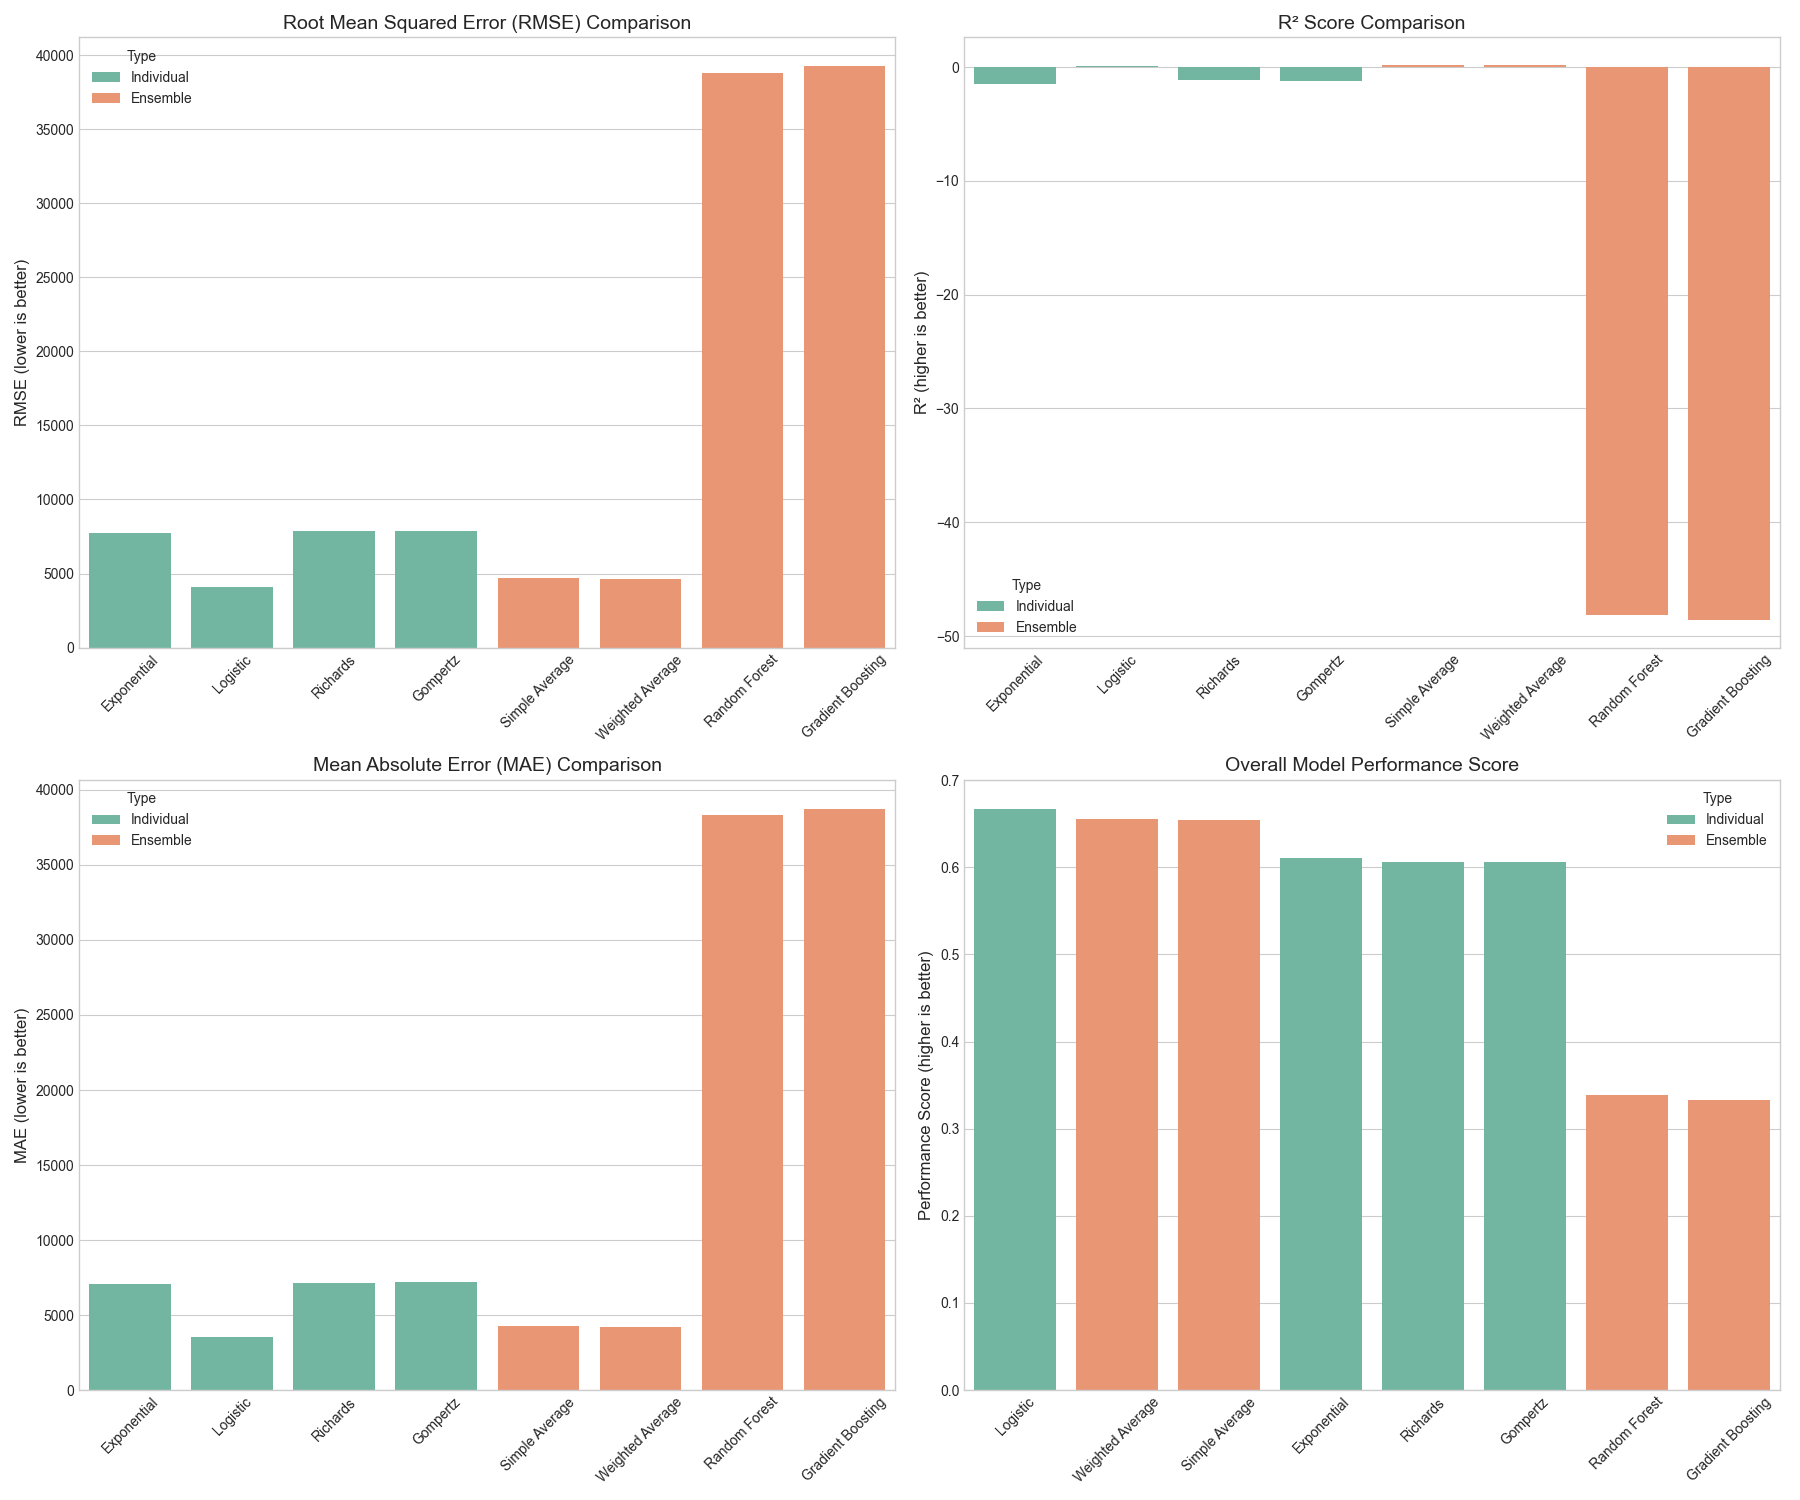 Root Mean Squared Error (RMSE) Comparison
RMSE (lower is better)
40000
35000
30000
25000
20000
15000
10000
5000
0
Type
Individual
Ensemble
Exponential
Logistic
Richards
Gompertz
Simple Average
Weighted Average
Random Forest
Gradient Boosting
R² Score Comparison
R² (higher is better)
0
−10
−20
−30
−40
−50
Type
Individual
Ensemble
Exponential
Logistic
Richards
Gompertz
Simple Average
Weighted Average
Random Forest
Gradient Boosting
Mean Absolute Error (MAE) Comparison
MAE (lower is better)
40000
35000
30000
25000
20000
15000
10000
5000
0
Type
Individual
Ensemble
Exponential
Logistic
Richards
Gompertz
Simple Average
Weighted Average
Random Forest
Gradient Boosting
Overall Model Performance Score
Performance Score (higher is better)
0.7
0.6
0.5
0.4
0.3
0.2
0.1
0.0
Type
Individual
Ensemble
Logistic
Weighted Average
Simple Average
Exponential
Richards
Gompertz
Random Forest
Gradient Boosting